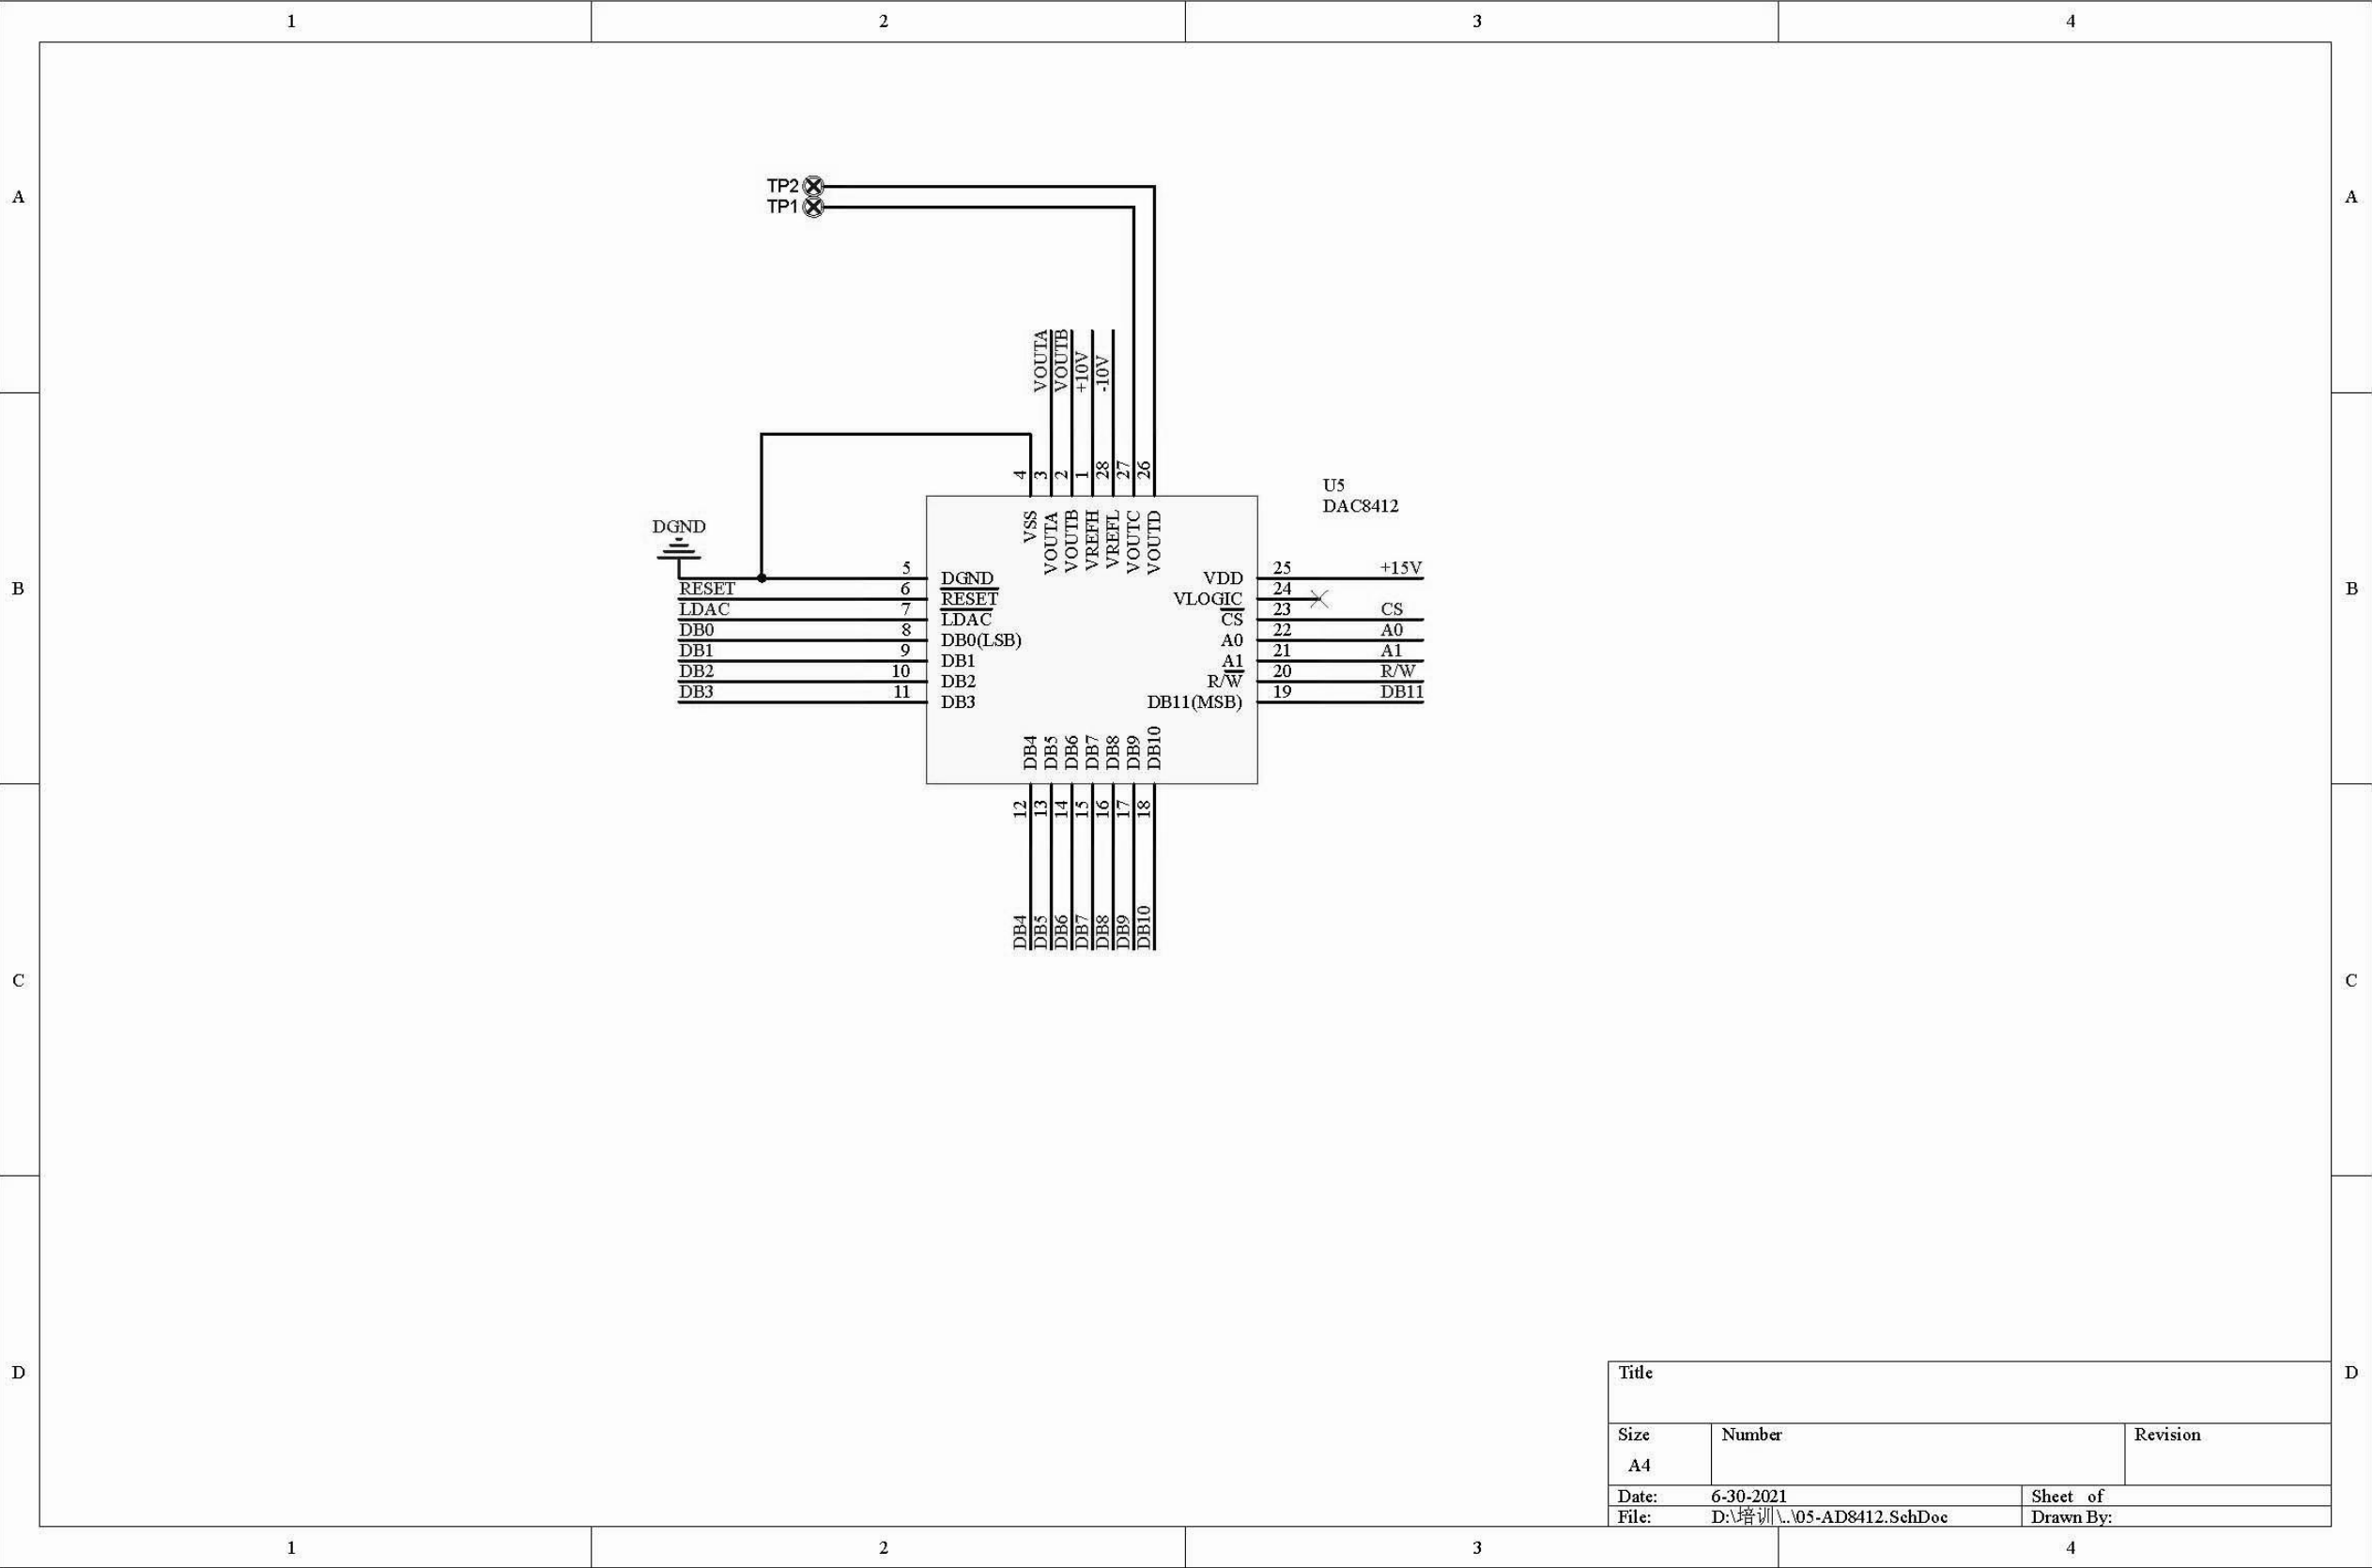 1 2 3 4
A A
TP2
TP1
VOUTA
VOUTB
+10V
-10V
4
3
2
1
28
27
26
U5
DAC8412
VSS
VOUTA
VOUTB
VREFH
VREFL
VOUTC
VOUTD
DGND
5 DGND VDD 25 +15V
B RESET 6 RESET VLOGIC 24 B
LDAC 7 LDAC CS 23 CS
DB0 8 DB0(LSB) A0 22 A0
DB1 9 DB1 A1 21 A1
DB2 10 DB2 R/W 20 R/W
DB3 11 DB3 DB11(MSB) 19 DB11
DB4
DB5
DB6
DB7
DB8
DB9
DB10
12
13
14
15
16
17
18
DB4
DB5
DB6
DB7
DB8
DB9
DB10
C C
D D
Title
Size Number Revision
A4
Date: 6-30-2021 Sheet of
File: D:\培训\..\05-AD8412.SchDoc Drawn By:
1 2 3 4